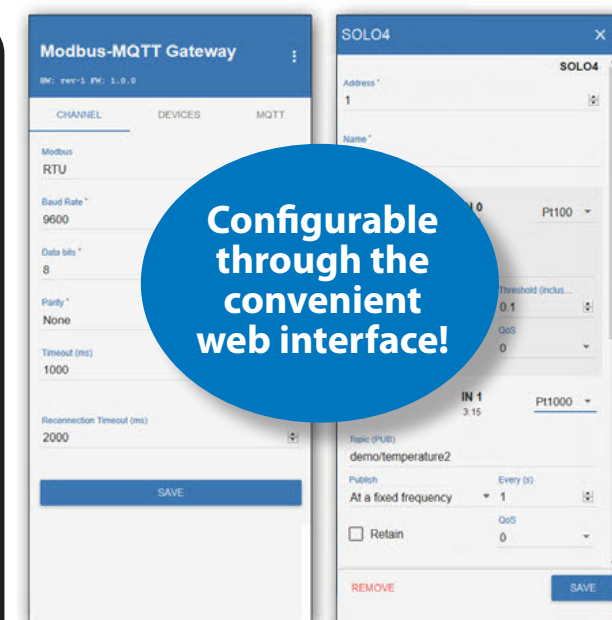 Modbus-MQTT Gateway
HW: rev-1 FW: 1.0.0
CHANNEL DEVICES MQTT
Modbus
RTU
Baud Rate *
9600
Data bits *
8
Parity *
None
Timeout (ms)
1000
Reconnection Timeout (ms)
2000
SAVE
Configurable
through the
convenient
web interface!
SOLO4
SOLO4
Address *
1
Name *
0 Pt100
Threshold (inclus...
0.1
QoS
0
IN 1 Pt1000
3:15
Topic (PUB)
demo/temperature2
Publish Every (s)
At a fixed frequency 1
Retain
QoS
0
REMOVE SAVE